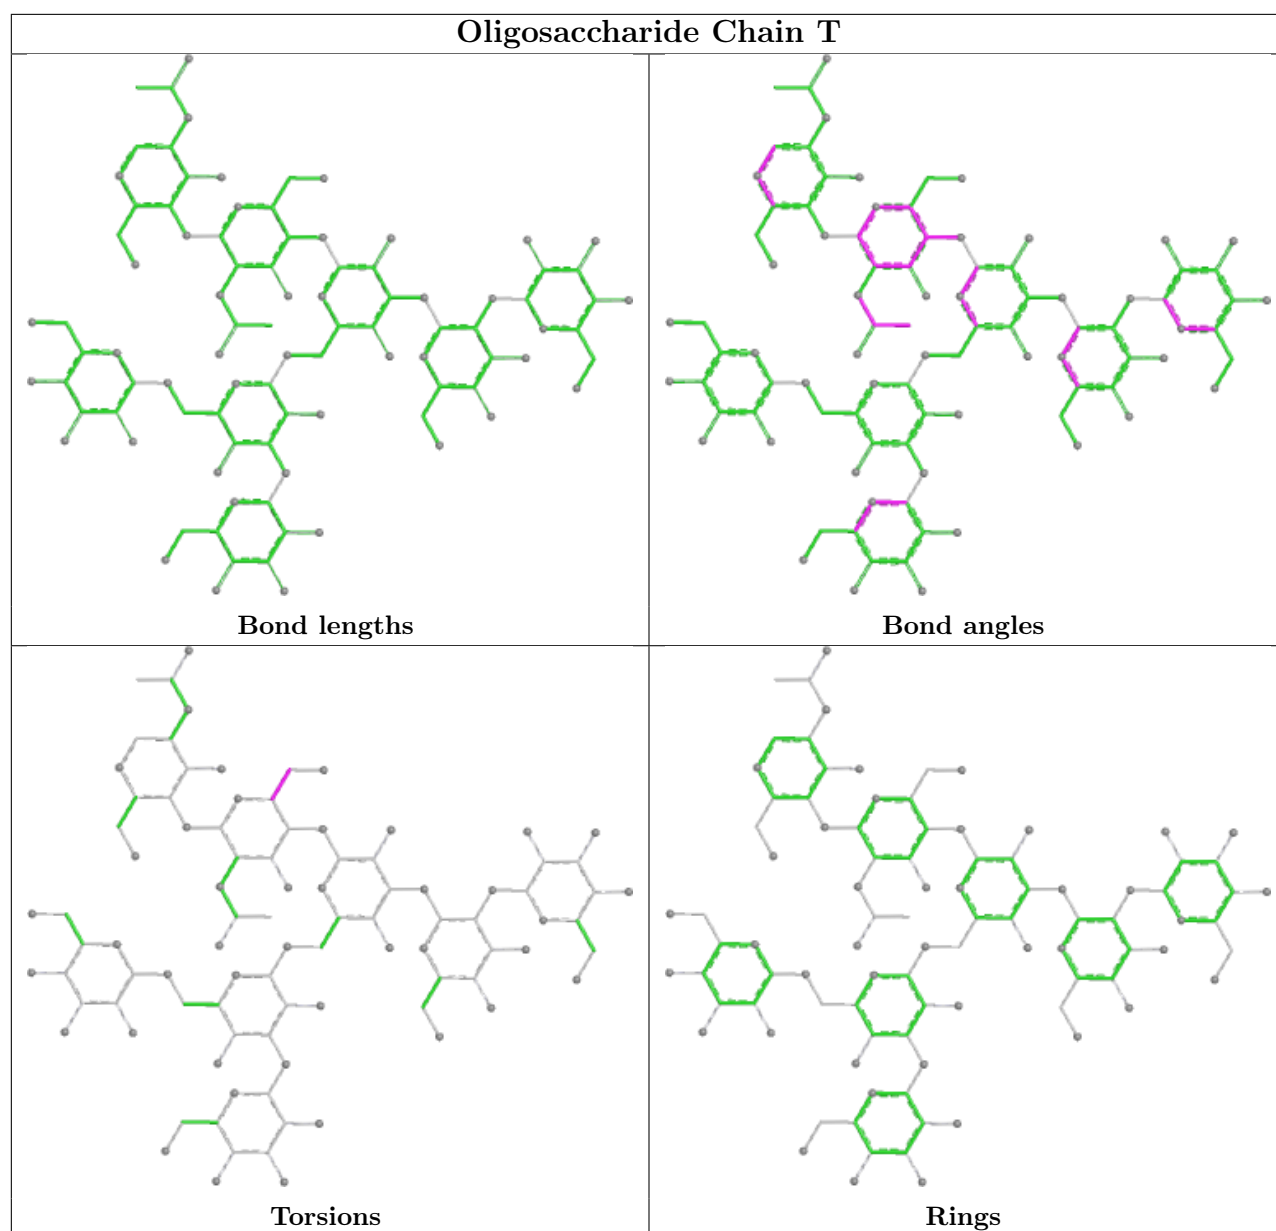 Oligosaccharide Chain T
Bond lengths
Bond angles
Torsions
Rings